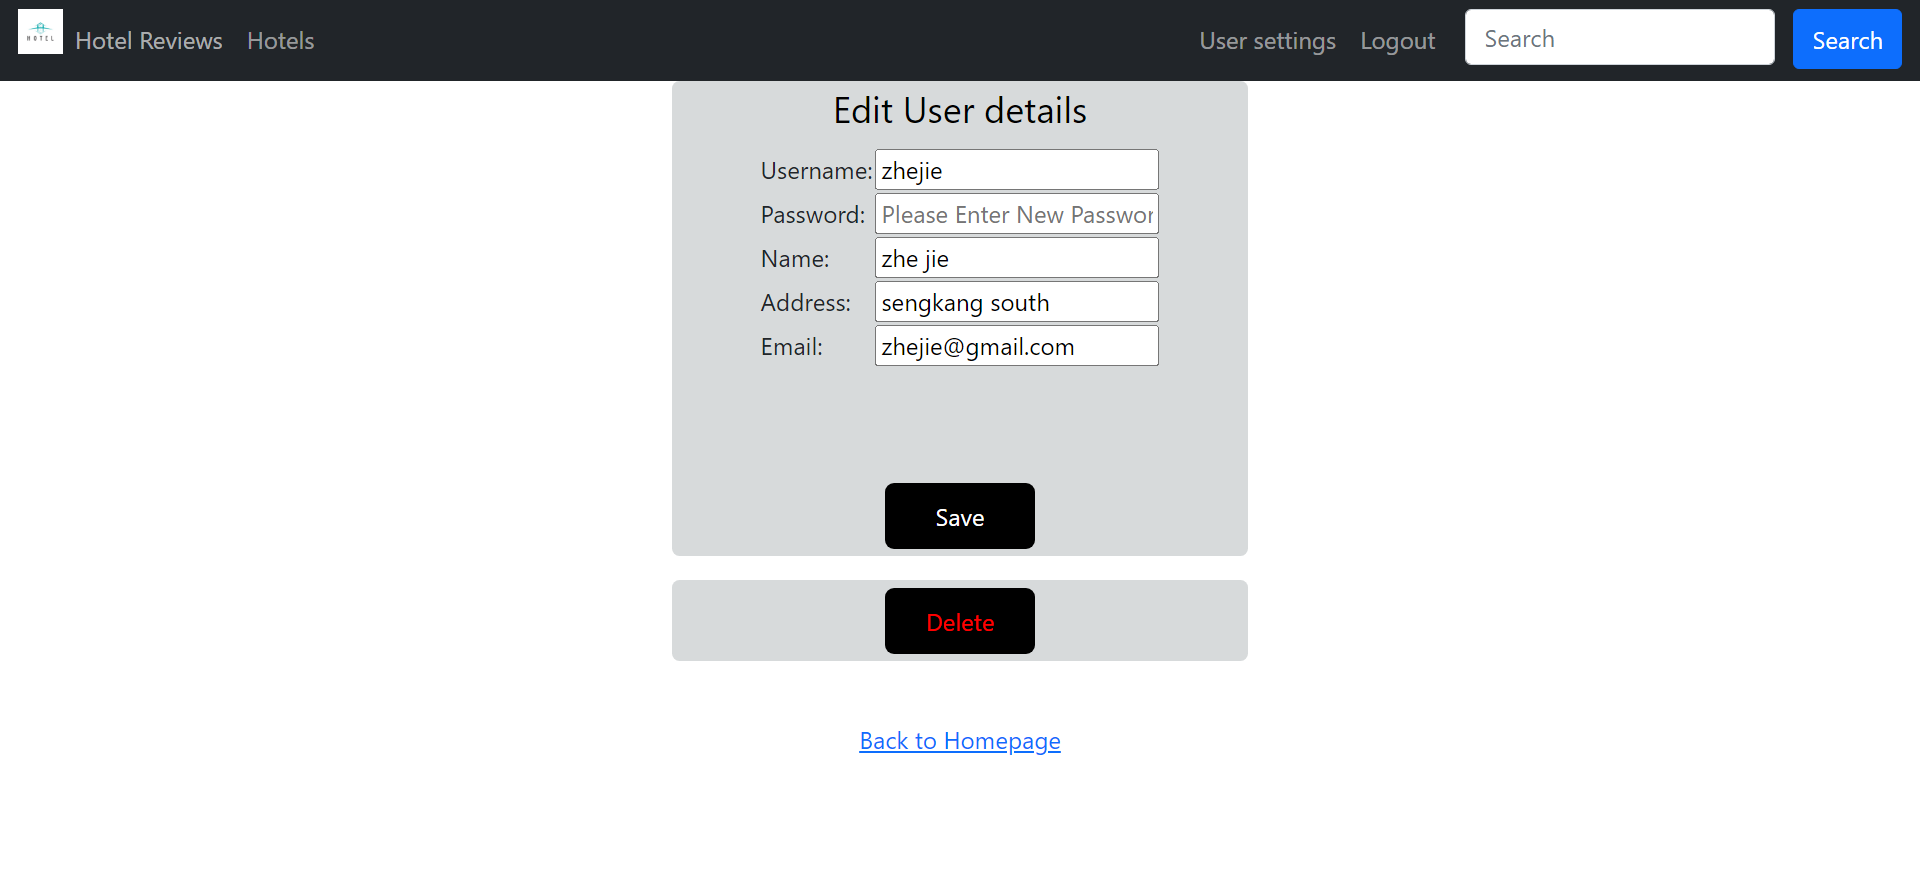 HOTEL
Hotel Reviews Hotels User settings Logout Search Search
Edit User details
Username: zhejie
Password: Please Enter New Passwor
Name: zhe jie
Address: sengkang south
Email: zhejie@gmail.com
Save
Delete
Back to Homepage